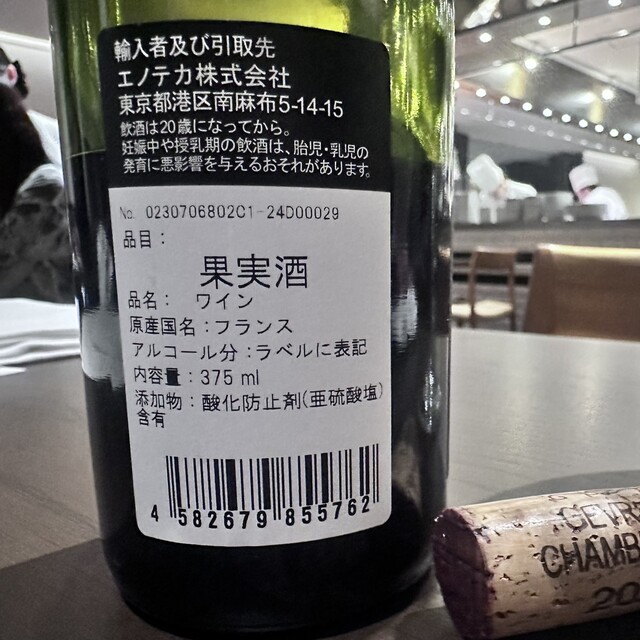 輸入者及び引取先
エノテカ株式会社
東京都港区南麻布5-14-15
飲酒は20歳になってから。
妊娠中や授乳期の飲酒は、胎児・乳児の
発育に悪影響を与えるおそれがあります。
No. 0230706802C1-24D00029
品目：
果実酒
品名： ワイン
原産国名：フランス
アルコール分：ラベルに表記
内容量：375 ml
添加物：酸化防止剤(亜硫酸塩)
含有
4 582679 855762